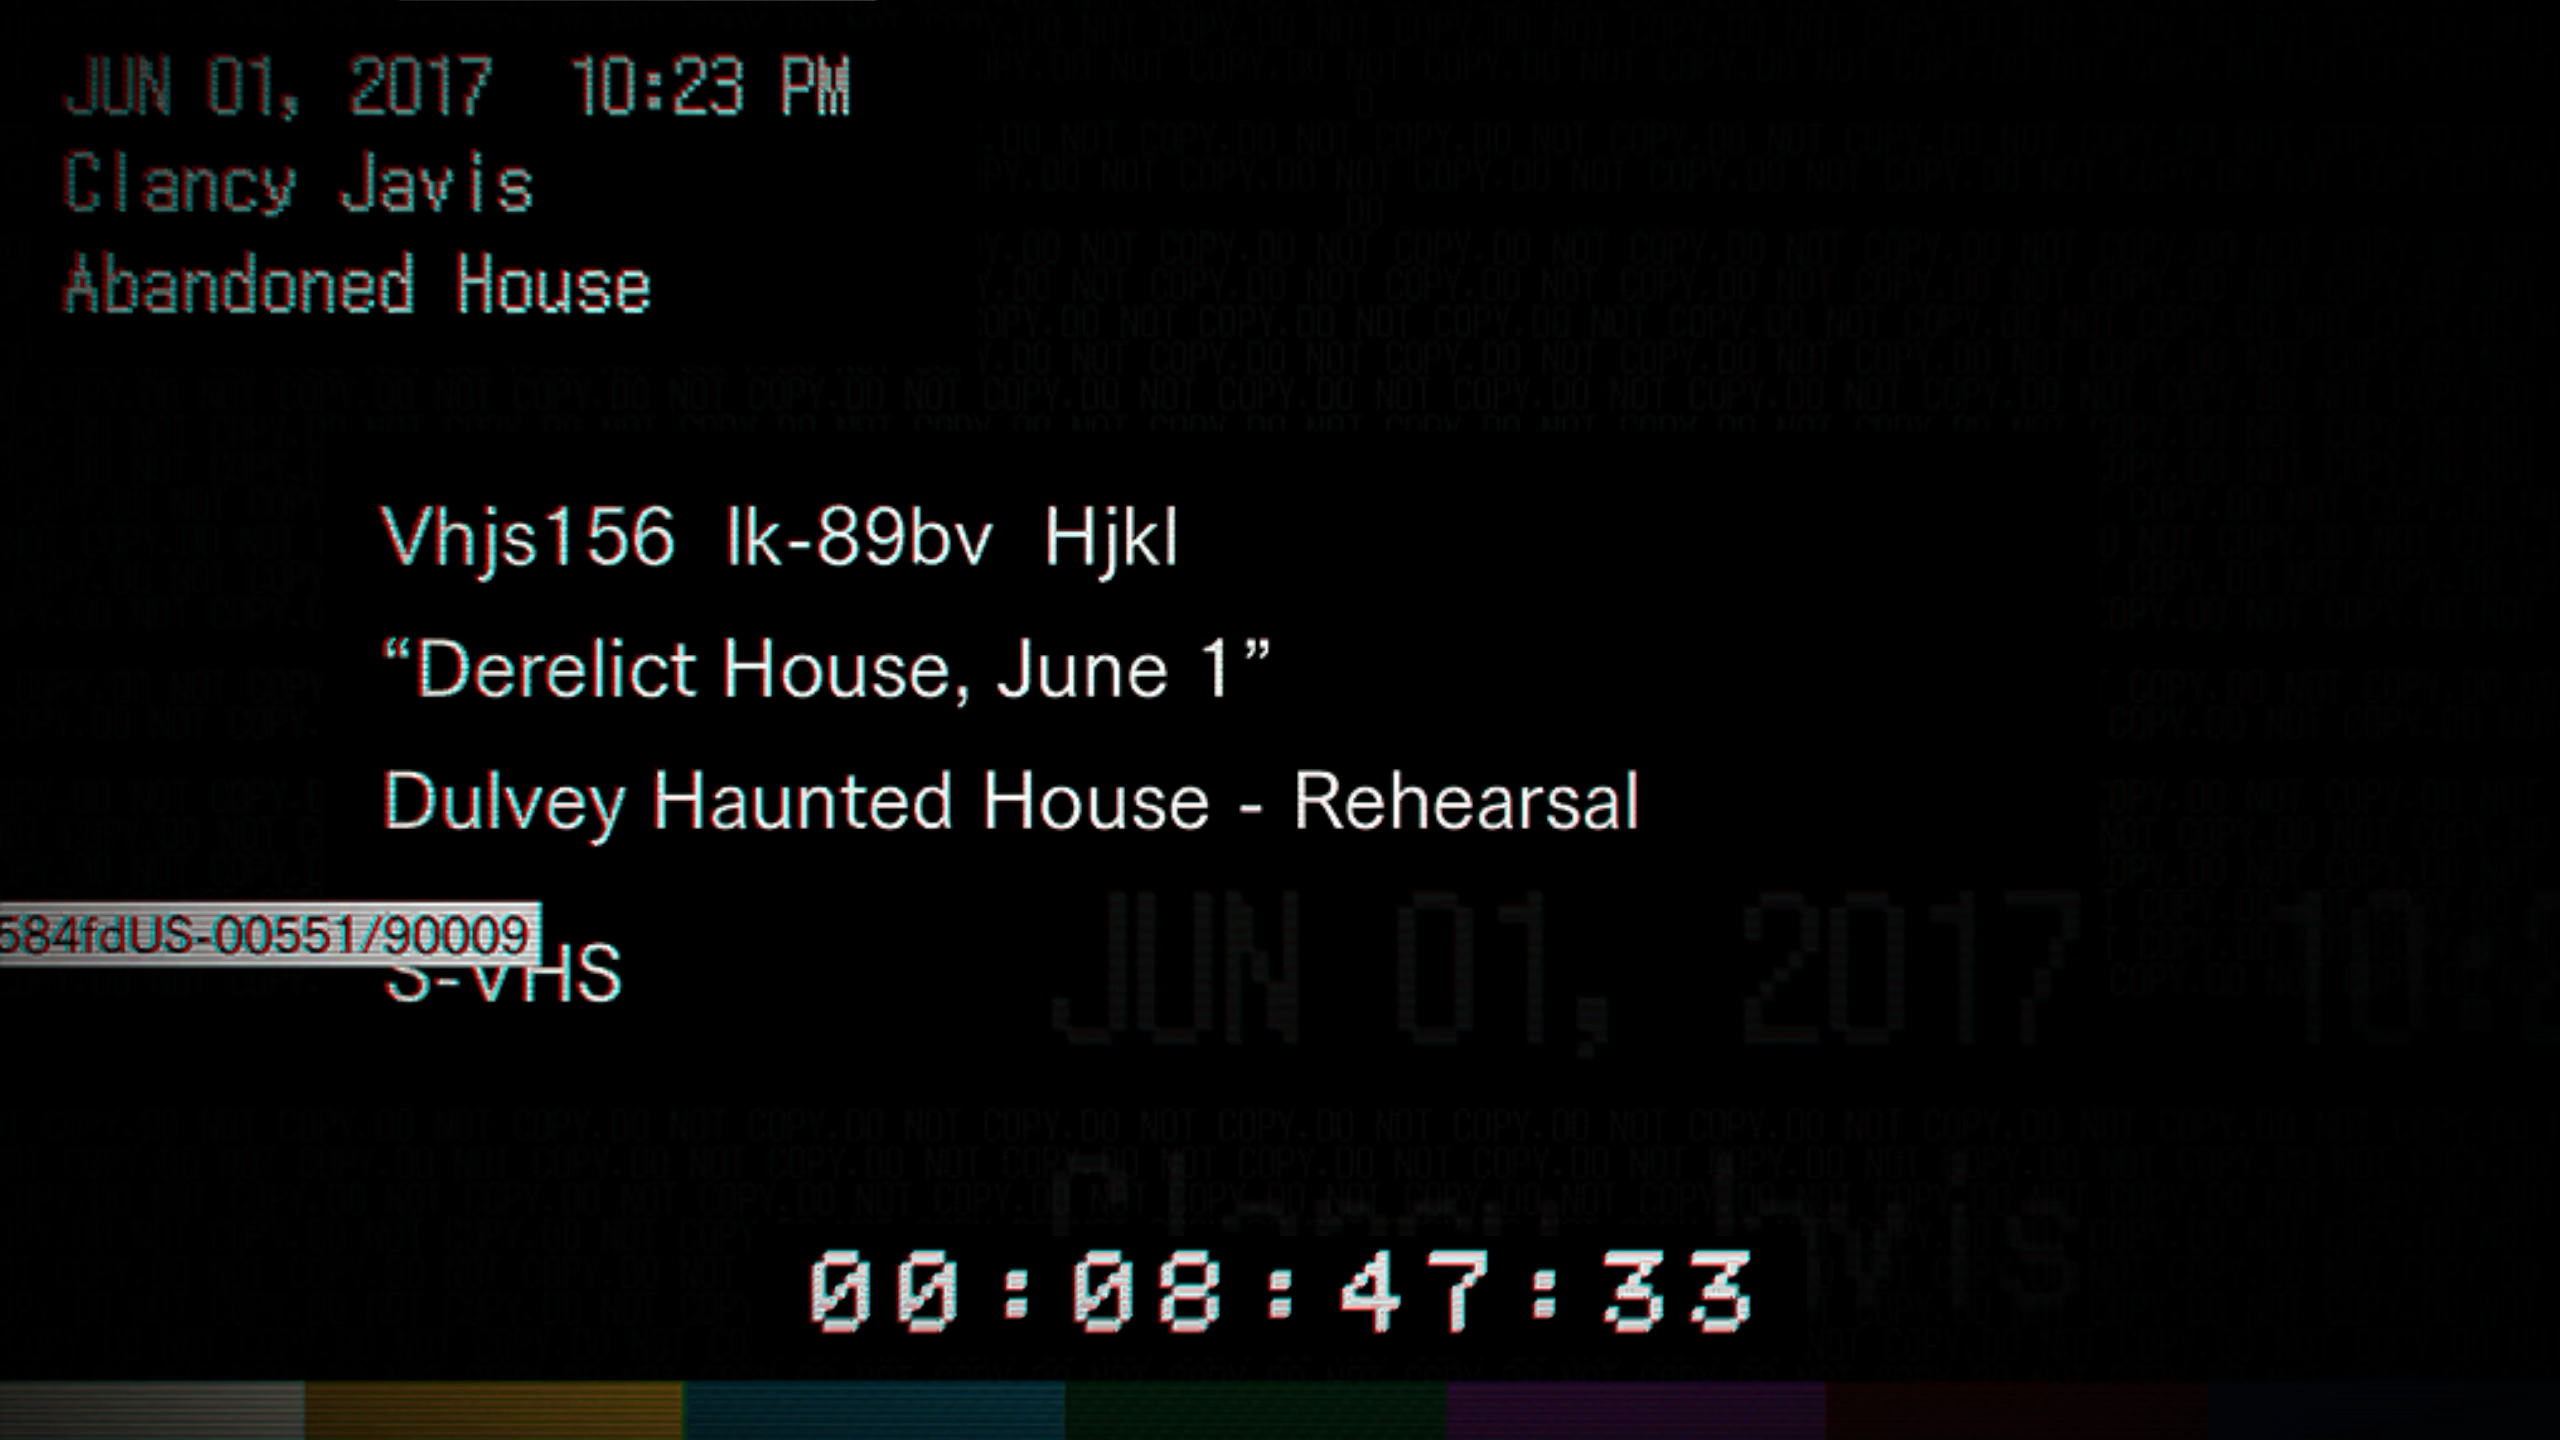 JUN 01, 2017 10:23 PM
Clancy Javis
Abandoned House
Vhjs156 lk-89bv Hjkl
“Derelict House, June 1”
Dulvey Haunted House - Rehearsal
584fdUS-00551/90009
S-VHS
00:08:47:33